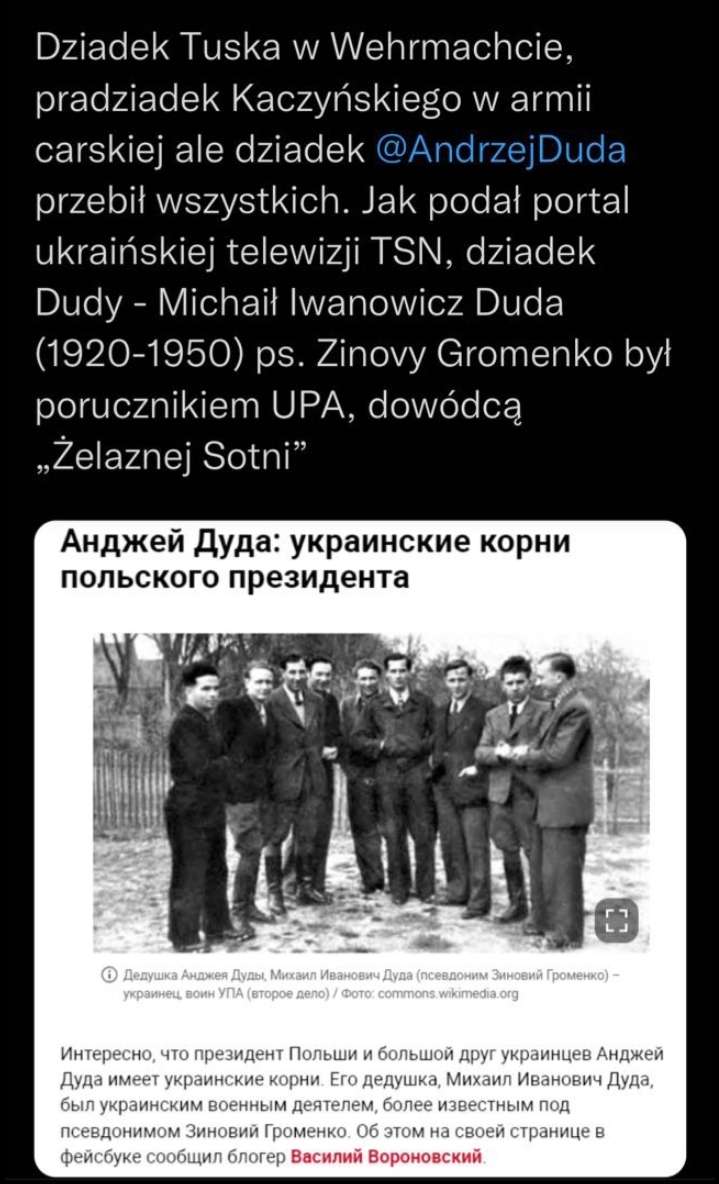 Dziadek Tuska w Wehrmachcie,
pradziadek Kaczyńskiego w armii
carskiej ale dziadek @AndrzejDuda
przebił wszystkich. Jak podał portal
ukraińskiej telewizji TSN, dziadek
Dudy - Michaił Iwanowicz Duda
(1920-1950) ps. Zinovy Gromenko był
porucznikiem UPA, dowódcą
„Żelaznej Sotni”
Анджей Дуда: украинские корни
польского президента
Дедушка Анджея Дуды, Михаил Иванович Дуда (псевдоним Зиновий Громенко) –
украинец, воин УПА (второе дело) / Фото: commons.wikimedia.org
Интересно, что президент Польши и большой друг украинцев Анджей
Дуда имеет украинские корни. Его дедушка, Михаил Иванович Дуда,
был украинским военным деятелем, более известным под
псевдонимом Зиновий Громенко. Об этом на своей странице в
фейсбуке сообщил блогер Василий Вороновский.